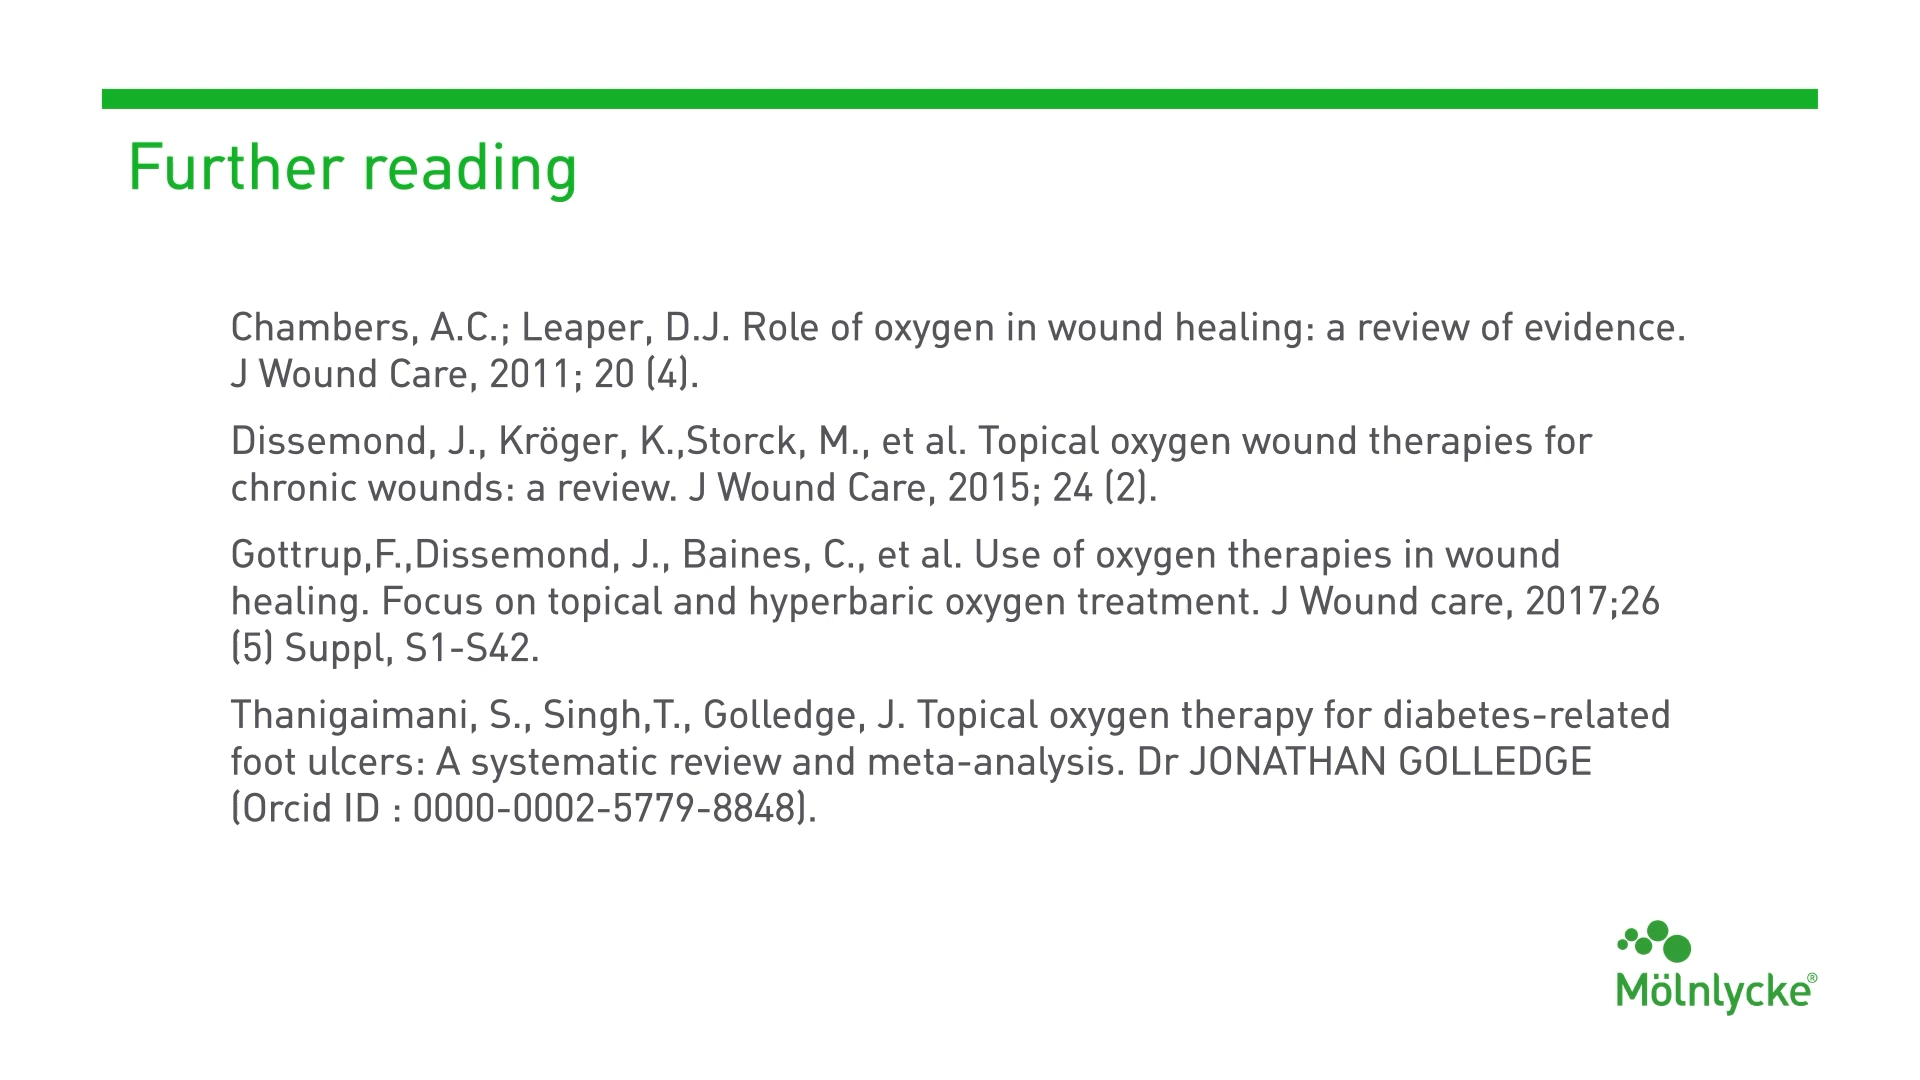 Further reading
Chambers, A.C.; Leaper, D.J. Role of oxygen in wound healing: a review of evidence.
J Wound Care, 2011; 20 (4).
Dissemond, J., Kröger, K.,Storck, M., et al. Topical oxygen wound therapies for
chronic wounds: a review. J Wound Care, 2015; 24 (2).
Gottrup,F.,Dissemond, J., Baines, C., et al. Use of oxygen therapies in wound
healing. Focus on topical and hyperbaric oxygen treatment. J Wound care, 2017;26
(5) Suppl, S1-S42.
Thanigaimani, S., Singh,T., Golledge, J. Topical oxygen therapy for diabetes-related
foot ulcers: A systematic review and meta-analysis. Dr JONATHAN GOLLEDGE
(Orcid ID : 0000-0002-5779-8848).
Mölnlycke®